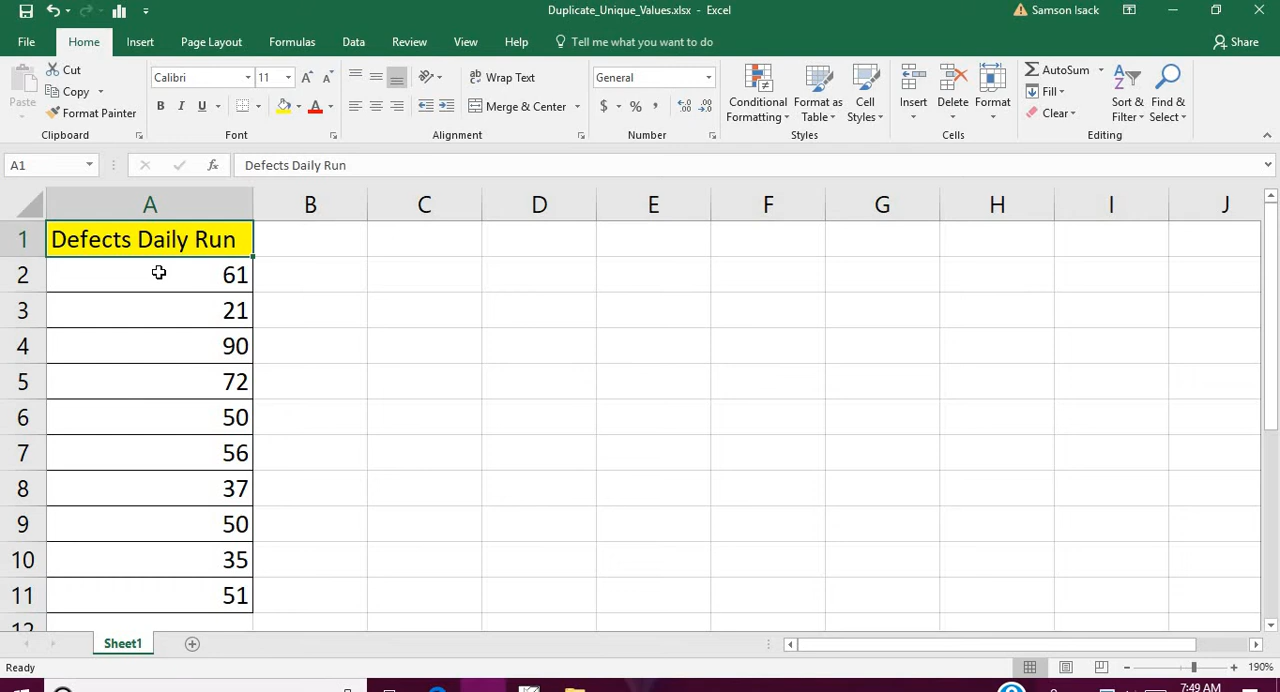 Duplicate_Unique_Values.xlsx - Excel
Samson Isack
File Home Insert Page Layout Formulas Data Review View Help Tell me what you want to do Share
Paste
Cut
Copy
Format Painter
Clipboard
Calibri 11
B I U
Font
Wrap Text
Merge & Center
Alignment
General
$ % ,
Number
Conditional Formatting
Format as Table
Cell Styles
Styles
Insert Delete Format
Cells
AutoSum
Fill
Clear
Sort & Filter
Find & Select
Editing
A1 fx Defects Daily Run
A B C D E F G H I J
1 Defects Daily Run
2 61
3 21
4 90
5 72
6 50
7 56
8 37
9 50
10 35
11 51
12
Sheet1
Ready 190%
7:49 AM